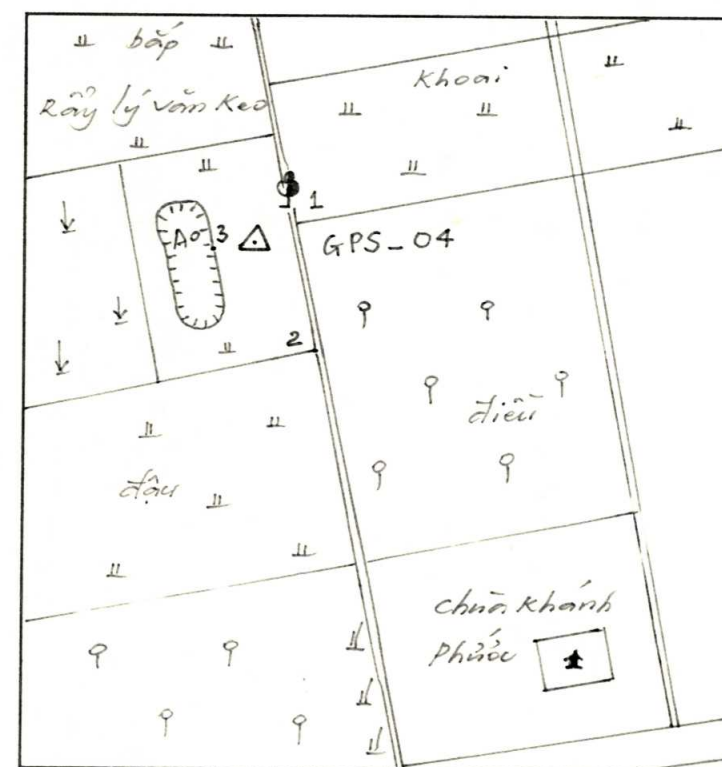 bắp
Rẫy lý văn Keo
Khoai
1
Ao 3
GPS_04
2
điều
đậu
Chùa Khánh
Phước